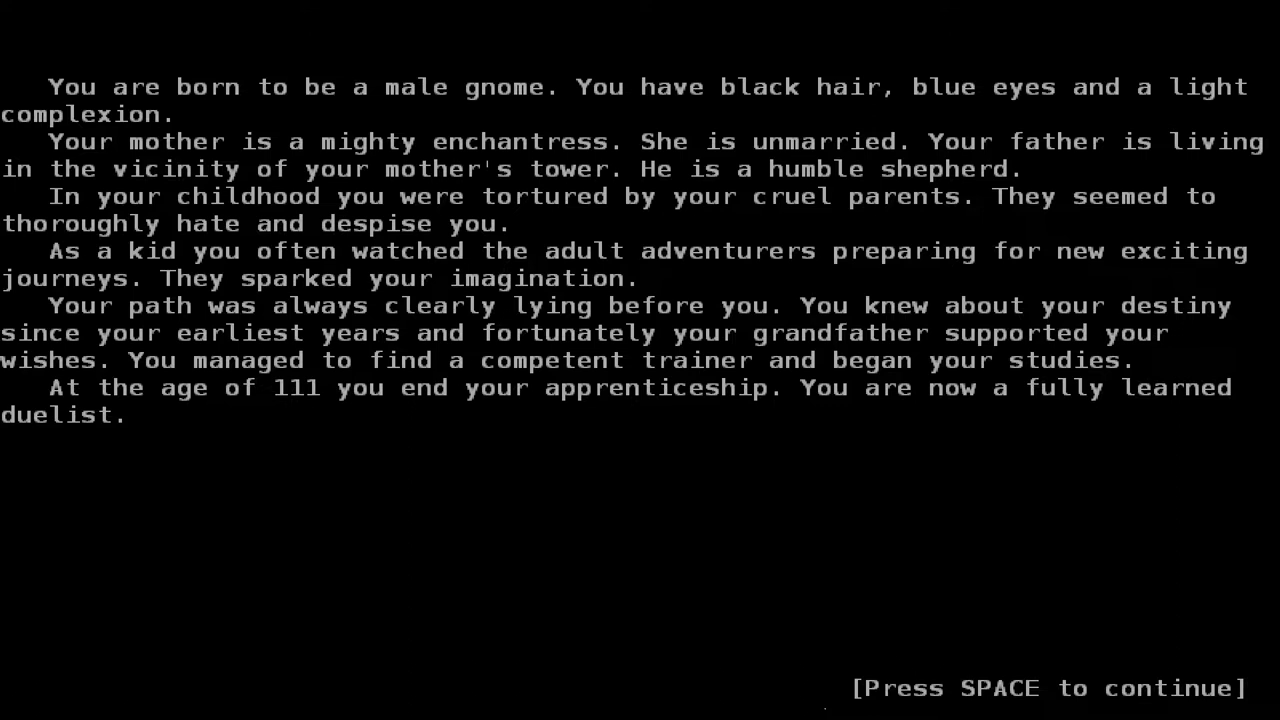 You are born to be a male gnome. You have black hair, blue eyes and a light
complexion.
Your mother is a mighty enchantress. She is unmarried. Your father is living
in the vicinity of your mother's tower. He is a humble shepherd.
In your childhood you were tortured by your cruel parents. They seemed to
thoroughly hate and despise you.
As a kid you often watched the adult adventurers preparing for new exciting
journeys. They sparked your imagination.
Your path was always clearly lying before you. You knew about your destiny
since your earliest years and fortunately your grandfather supported your
wishes. You managed to find a competent trainer and began your studies.
At the age of 111 you end your apprenticeship. You are now a fully learned
duelist.
[Press SPACE to continue]